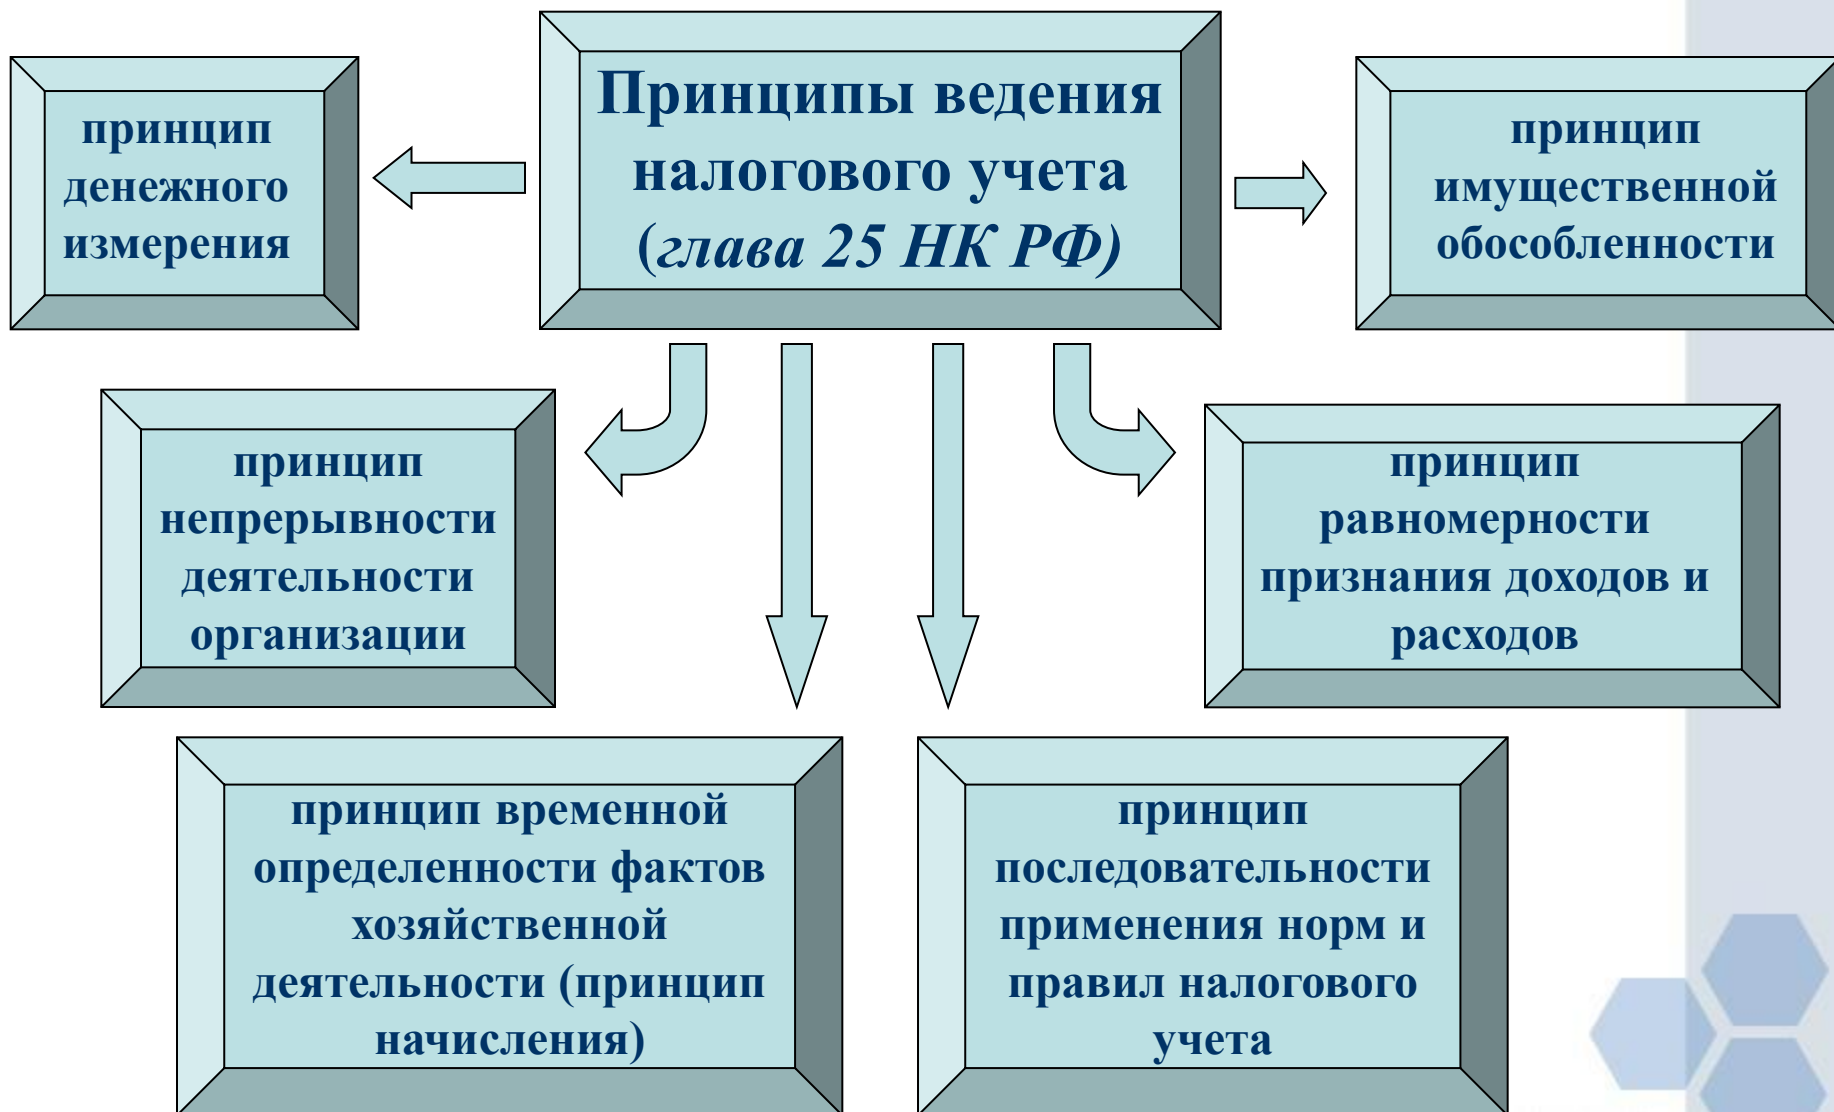 Принципы ведения
налогового учета
(глава 25 НК РФ)
принцип
денежного
измерения
принцип
имущественной
обособленности
принцип
непрерывности
деятельности
организации
принцип
равномерности
признания доходов и
расходов
принцип временной
определенности фактов
хозяйственной
деятельности (принцип
начисления)
принцип
последовательности
применения норм и
правил налогового
учета